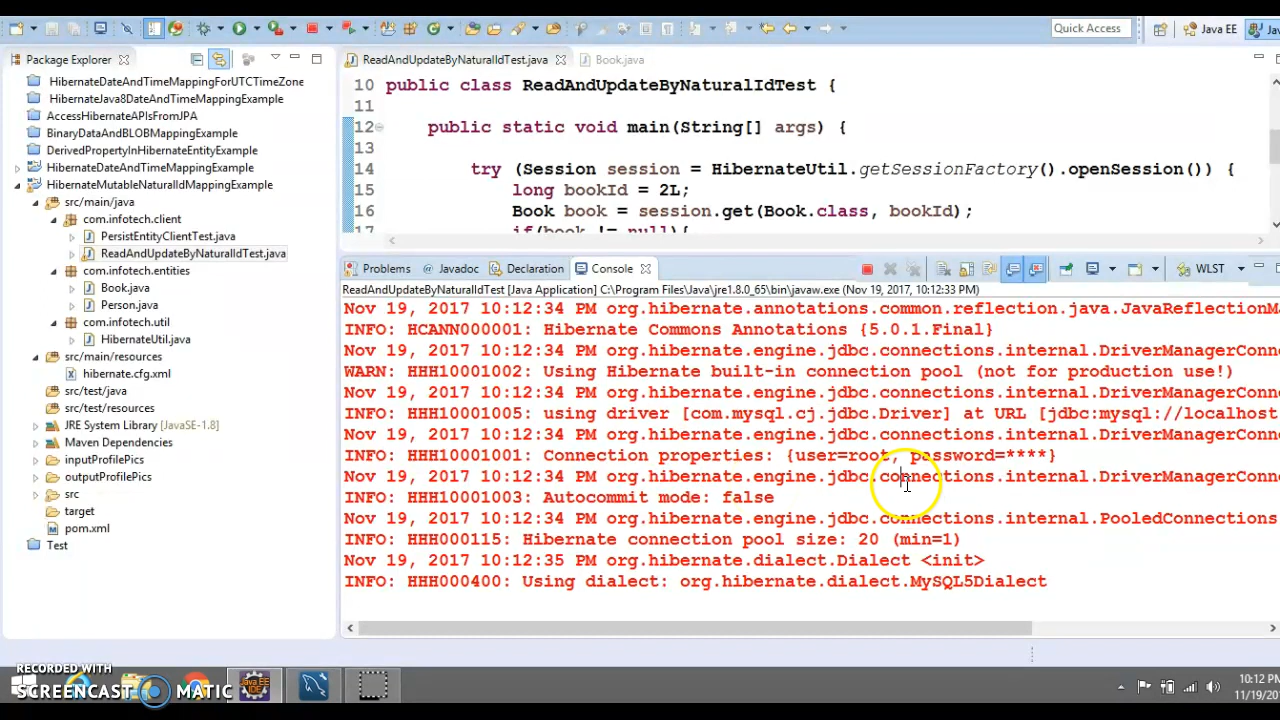 Quick Access
Java EE
Jav
Package Explorer
HibernateDateAndTimeMappingForUTCTimeZone
HibernateJava8DateAndTimeMappingExample
AccessHibernateAPIsFromJPA
BinaryDataAndBLOBMappingExample
DerivedPropertyInHibernateEntityExample
HibernateDateAndTimeMappingExample
HibernateMutableNaturalIdMappingExample
src/main/java
com.infotech.client
PersistEntityClientTest.java
ReadAndUpdateByNaturalIdTest.java
com.infotech.entities
Book.java
Person.java
com.infotech.util
HibernateUtil.java
src/main/resources
hibernate.cfg.xml
src/test/java
src/test/resources
JRE System Library [JavaSE-1.8]
Maven Dependencies
inputProfilePics
outputProfilePics
src
target
pom.xml
Test
ReadAndUpdateByNaturalIdTest.java Book.java
10 public class ReadAndUpdateByNaturalIdTest {
11
12 public static void main(String[] args) {
13
14 try (Session session = HibernateUtil.getSessionFactory().openSession()) {
15 long bookId = 2L;
16 Book book = session.get(Book.class, bookId);
17 if(book != null){
Problems Javadoc Declaration Console WLST
ReadAndUpdateByNaturalIdTest [Java Application] C:\Program Files\Java\jre1.8.0_65\bin\javaw.exe (Nov 19, 2017, 10:12:33 PM)
Nov 19, 2017 10:12:34 PM org.hibernate.annotations.common.reflection.java.JavaReflectionMa
INFO: HCANN000001: Hibernate Commons Annotations {5.0.1.Final}
Nov 19, 2017 10:12:34 PM org.hibernate.engine.jdbc.connections.internal.DriverManagerConne
WARN: HHH10001002: Using Hibernate built-in connection pool (not for production use!)
Nov 19, 2017 10:12:34 PM org.hibernate.engine.jdbc.connections.internal.DriverManagerConne
INFO: HHH10001005: using driver [com.mysql.cj.jdbc.Driver] at URL [jdbc:mysql://localhost
Nov 19, 2017 10:12:34 PM org.hibernate.engine.jdbc.connections.internal.DriverManagerConne
INFO: HHH10001001: Connection properties: {user=root, password=****}
Nov 19, 2017 10:12:34 PM org.hibernate.engine.jdbc.connections.internal.DriverManagerConne
INFO: HHH10001003: Autocommit mode: false
Nov 19, 2017 10:12:34 PM org.hibernate.engine.jdbc.connections.internal.PooledConnections
INFO: HHH000115: Hibernate connection pool size: 20 (min=1)
Nov 19, 2017 10:12:35 PM org.hibernate.dialect.Dialect <init>
INFO: HHH000400: Using dialect: org.hibernate.dialect.MySQL5Dialect
RECORDED WITH
SCREENCAST MATIC
Java EE
IDE
10:12 PM
11/19/201